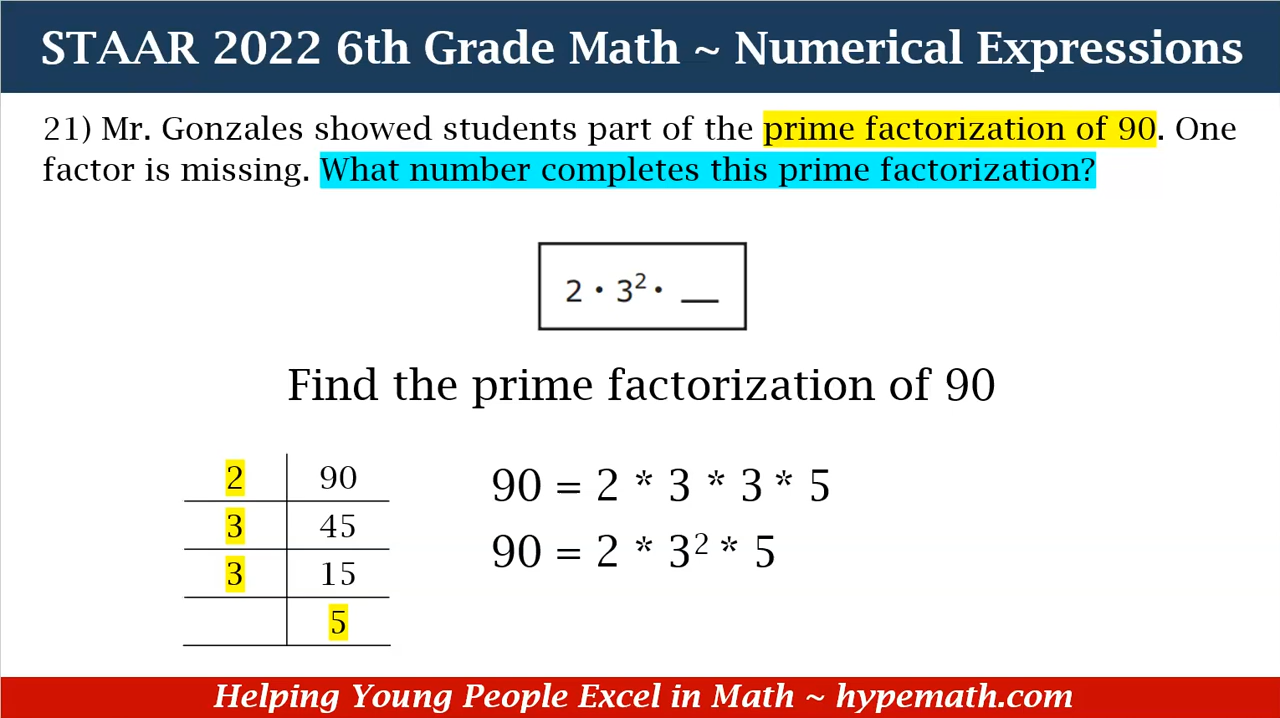 STAAR 2022 6th Grade Math ~ Numerical Expressions
21) Mr. Gonzales showed students part of the prime factorization of 90. One
factor is missing. What number completes this prime factorization?
2 • 3² • __
Find the prime factorization of 90
2 90
3 45
3 15
5
90 = 2 * 3 * 3 * 5
90 = 2 * 3² * 5
Helping Young People Excel in Math ~ hypemath.com